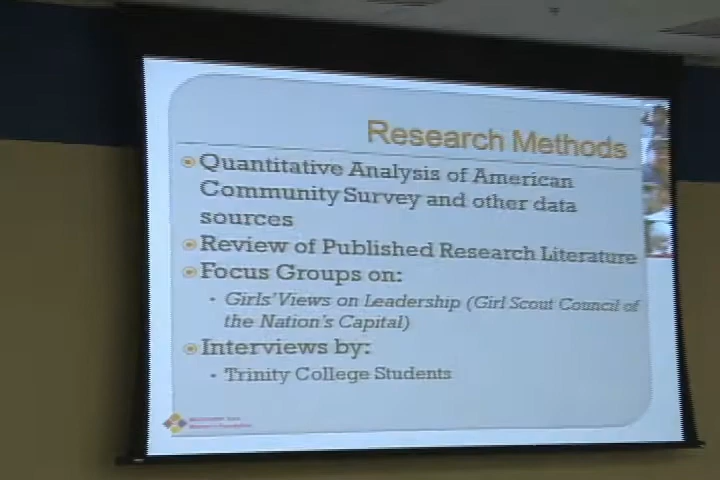 Research Methods
Quantitative Analysis of American
Community Survey and other data
sources
Review of Published Research Literature
Focus Groups on:
• Girls' Views on Leadership (Girl Scout Council of
the Nation's Capital)
Interviews by:
• Trinity College Students